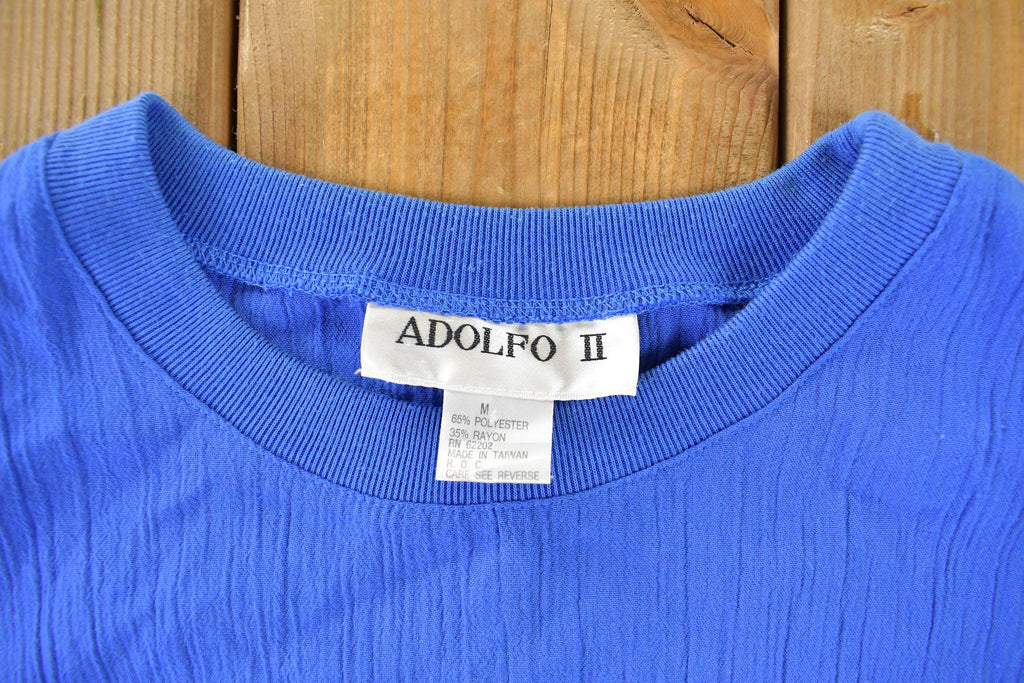 ADOLFO II
M
65% POLYESTER
35% RAYON
RN 62202
MADE IN TAIWAN
R. O. C
CARE SEE REVERSE